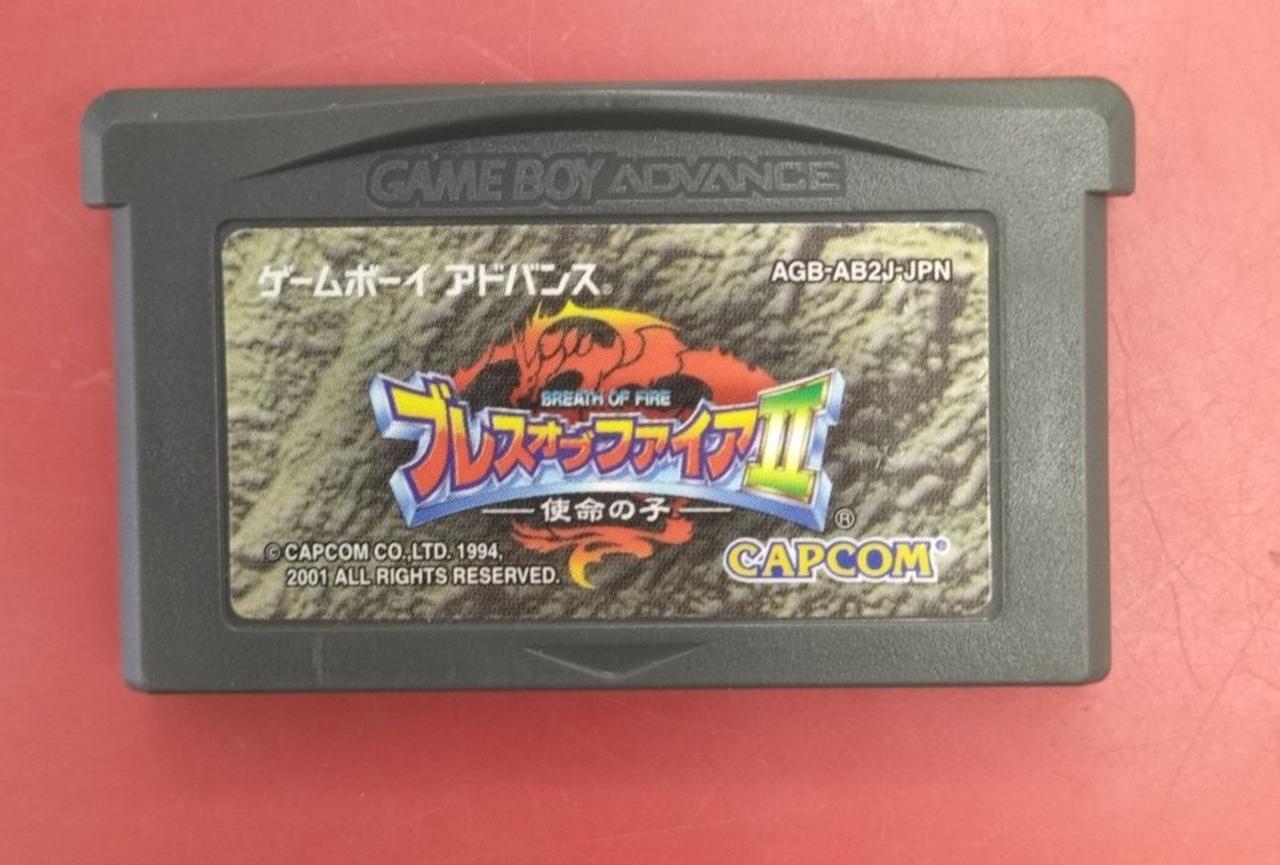 GAME BOY ADVANCE
ゲームボーイ アドバンス®
AGB-AB2J-JPN
BREATH OF FIRE
ブレスオブファイアII
使命の子
®
© CAPCOM CO.,LTD. 1994,
2001 ALL RIGHTS RESERVED.
CAPCOM®